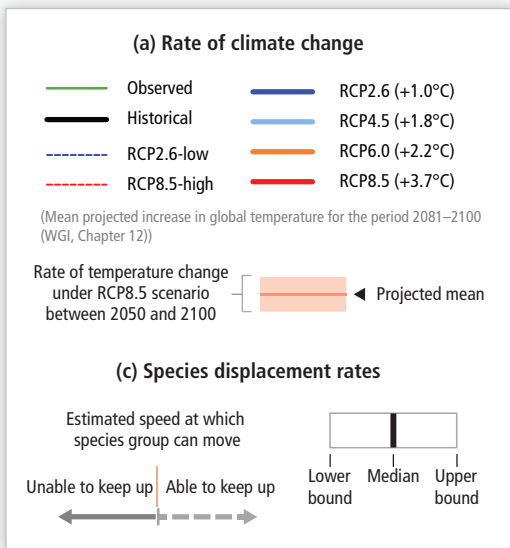 (a) Rate of climate change
Observed
Historical
RCP2.6-low
RCP8.5-high
RCP2.6 (+1.0°C)
RCP4.5 (+1.8°C)
RCP6.0 (+2.2°C)
RCP8.5 (+3.7°C)
(Mean projected increase in global temperature for the period 2081–2100
(WGI, Chapter 12))
Rate of temperature change
under RCP8.5 scenario
between 2050 and 2100
Projected mean
(c) Species displacement rates
Estimated speed at which
species group can move
Unable to keep up
Able to keep up
Lower
bound
Median
Upper
bound